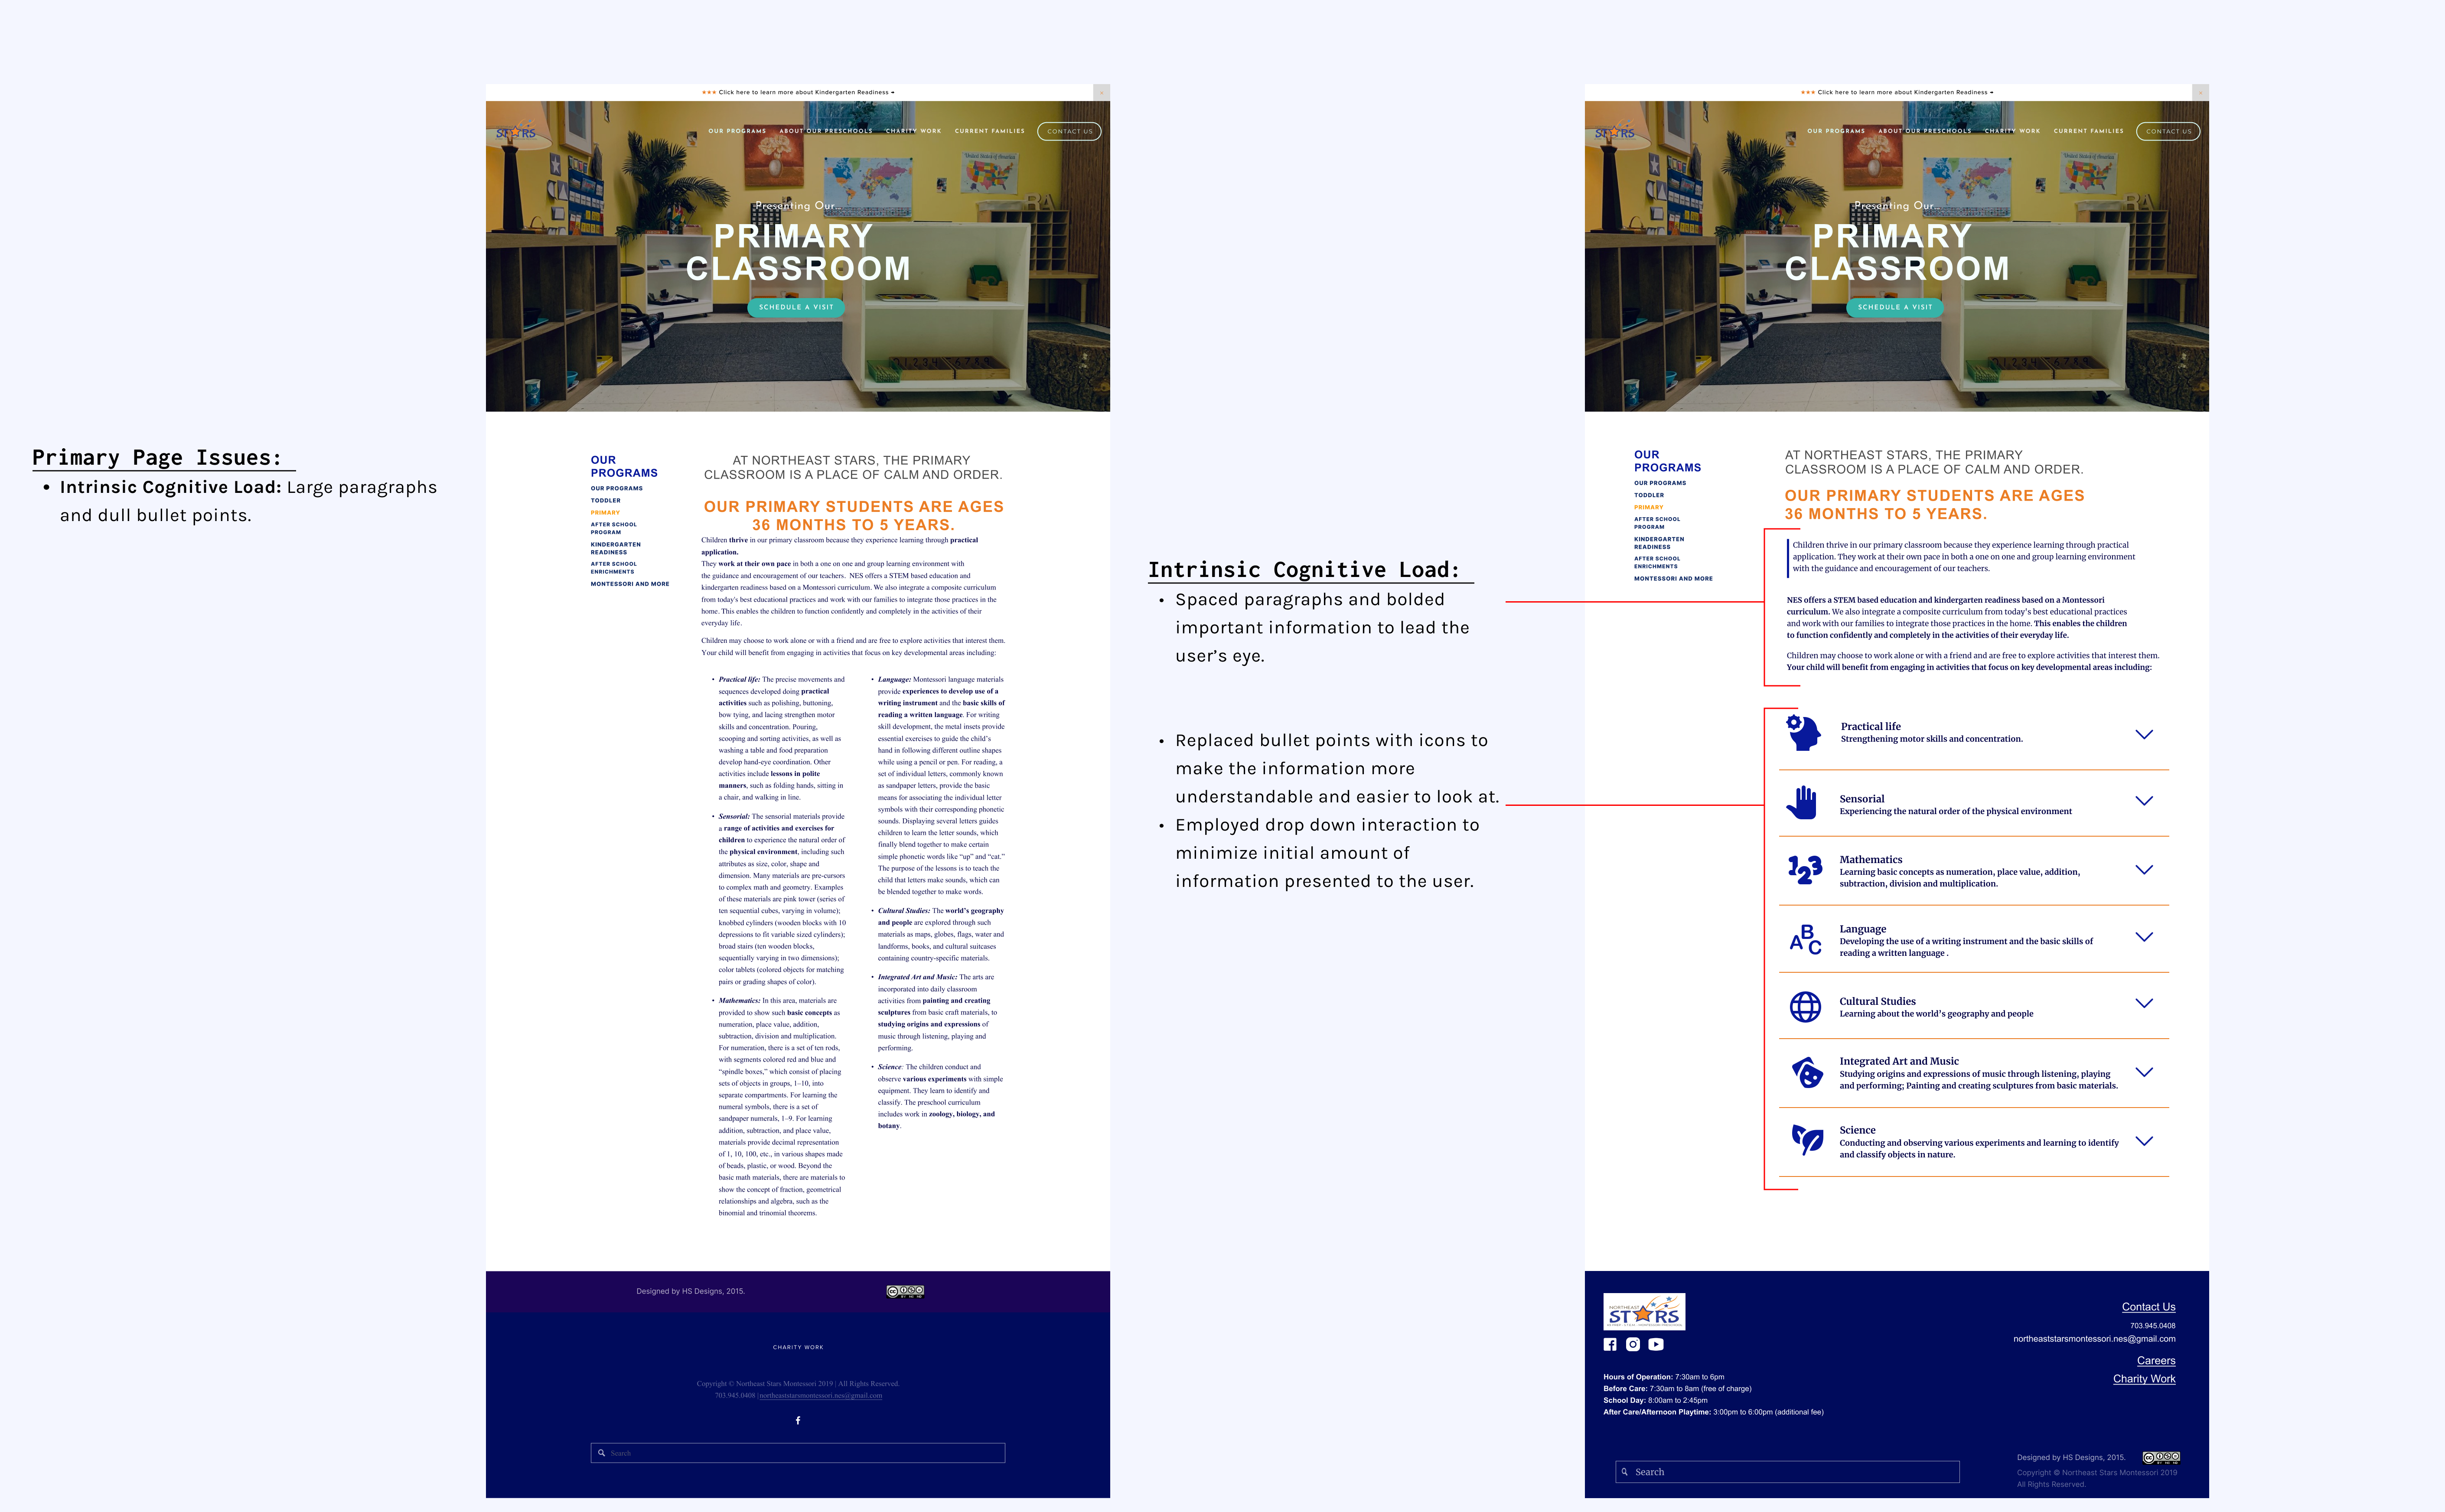 Primary Page Issues:
• Intrinsic Cognitive Load: Large paragraphs
and dull bullet points.
★★★ Click here to learn more about Kindergarten Readiness
STARS
OUR PROGRAMS ABOUT OUR PRESCHOOLS CHARITY WORK CURRENT FAMILIES CONTACT US
Presenting Our...
PRIMARY
CLASSROOM
SCHEDULE A VISIT
OUR
PROGRAMS
OUR PROGRAMS
TODDLER
PRIMARY
AFTER SCHOOL
PROGRAM
KINDERGARTEN
READINESS
AFTER SCHOOL
ENRICHMENTS
MONTESSORI AND MORE
AT NORTHEAST STARS, THE PRIMARY
CLASSROOM IS A PLACE OF CALM AND ORDER.
OUR PRIMARY STUDENTS ARE AGES
36 MONTHS TO 5 YEARS.
Children thrive in our primary classroom because they experience learning through practical
application.
They work at their own pace in both a one on one and group learning environment with
the guidance and encouragement of our teachers. NES offers a STEM based education and
kindergarten readiness based on a Montessori curriculum. We also integrate a composite curriculum
from today's best educational practices and work with our families to integrate those practices in the
home. This enables the children to function confidently and completely in the activities of their
everyday life.
Children may choose to work alone or with a friend and are free to explore activities that interest them.
Your child will benefit from engaging in activities that focus on key developmental areas including:
• Practical life: The precise movements and
sequences developed doing practical
activities such as polishing, buttoning,
bow tying, and lacing strengthen motor
skills and concentration. Pouring,
scooping and sorting activities, as well as
washing a table and food preparation
develop hand-eye coordination. Other
activities include lessons in polite
manners, such as folding hands, sitting in
a chair, and walking in line.
• Sensorial: The sensorial materials provide
a range of activities and exercises for
children to experience the natural order of
the physical environment, including such
attributes as size, color, shape and
dimension. Many materials are pre-cursors
to complex math and geometry. Examples
of these materials are pink tower (series of
ten sequential cubes, varying in volume);
knobbed cylinders (wooden blocks with 10
depressions to fit variable sized cylinders);
broad stairs (ten wooden blocks,
sequentially varying in two dimensions);
color tablets (colored objects for matching
pairs or grading shapes of color).
• Mathematics: In this area, materials are
provided to show such basic concepts as
numeration, place value, addition,
subtraction, division and multiplication.
For numeration, there is a set of ten rods,
with segments colored red and blue and
“spindle boxes,” which consist of placing
sets of objects in groups, 1–10, into
separate compartments. For learning the
numeral symbols, there is a set of
sandpaper numerals, 1–9. For learning
addition, subtraction, and place value,
materials provide decimal representation
of 1, 10, 100, etc., in various shapes made
of beads, plastic, or wood. Beyond the
basic math materials, there are materials to
show the concept of fraction, geometrical
relationships and algebra, such as the
binomial and trinomial theorems.
• Language: Montessori language materials
provide experiences to develop use of a
writing instrument and the basic skills of
reading a written language. For writing
skill development, the metal insets provide
essential exercises to guide the child's
hand in following different outline shapes
while using a pencil or pen. For reading, a
set of individual letters, commonly known
as sandpaper letters, provide the basic
means for associating the individual letter
symbols with their corresponding phonetic
sounds. Displaying several letters guides
children to learn the letter sounds, which
finally blend together to make certain
simple phonetic words like “up” and “cat.”
The purpose of the lessons is to teach the
child that letters make sounds, which can
be blended together to make words.
• Cultural Studies: The world's geography
and people are explored through such
materials as maps, globes, flags, water and
landforms, books, and cultural suitcases
containing country-specific materials.
• Integrated Art and Music: The arts are
incorporated into daily classroom
activities from painting and creating
sculptures from basic craft materials, to
studying origins and expressions of
music through listening, playing and
performing.
• Science: The children conduct and
observe various experiments with simple
equipment. They learn to identify and
classify. The preschool curriculum
includes work in zoology, biology, and
botany.
Designed by HS Designs, 2015.
CHARITY WORK
Copyright © Northeast Stars Montessori 2019 | All Rights Reserved.
703.945.0408 | northeaststarsmontessori.nes@gmail.com
Search
Intrinsic Cognitive Load:
• Spaced paragraphs and bolded
important information to lead the
user’s eye.
• Replaced bullet points with icons to
make the information more
understandable and easier to look at.
• Employed drop down interaction to
minimize initial amount of
information presented to the user.
★★★ Click here to learn more about Kindergarten Readiness
STARS
OUR PROGRAMS ABOUT OUR PRESCHOOLS CHARITY WORK CURRENT FAMILIES CONTACT US
United States of America
Presenting Our...
PRIMARY
CLASSROOM
SCHEDULE A VISIT
OUR
PROGRAMS
OUR PROGRAMS
TODDLER
PRIMARY
AFTER SCHOOL
PROGRAM
KINDERGARTEN
READINESS
AFTER SCHOOL
ENRICHMENTS
MONTESSORI AND MORE
AT NORTHEAST STARS, THE PRIMARY
CLASSROOM IS A PLACE OF CALM AND ORDER.
OUR PRIMARY STUDENTS ARE AGES
36 MONTHS TO 5 YEARS.
Children thrive in our primary classroom because they experience learning through practical
application. They work at their own pace in both a one on one and group learning environment
with the guidance and encouragement of our teachers.
NES offers a STEM based education and kindergarten readiness based on a Montessori
curriculum. We also integrate a composite curriculum from today's best educational practices
and work with our families to integrate those practices in the home. This enables the children
to function confidently and completely in the activities of their everyday life.
Children may choose to work alone or with a friend and are free to explore activities that interest them.
Your child will benefit from engaging in activities that focus on key developmental areas including:
Practical life
Strengthening motor skills and concentration.
Sensorial
Experiencing the natural order of the physical environment
123
Mathematics
Learning basic concepts as numeration, place value, addition,
subtraction, division and multiplication.
ABC
Language
Developing the use of a writing instrument and the basic skills of
reading a written language .
Cultural Studies
Learning about the world's geography and people
Integrated Art and Music
Studying origins and expressions of music through listening, playing
and performing; Painting and creating sculptures from basic materials.
Science
Conducting and observing various experiments and learning to identify
and classify objects in nature.
NORTHEAST
STARS
Hours of Operation: 7:30am to 6pm
Before Care: 7:30am to 8am (free of charge)
School Day: 8:00am to 2:45pm
After Care/Afternoon Playtime: 3:00pm to 6:00pm (additional fee)
Search
Contact Us
703.945.0408
northeaststarsmontessori.nes@gmail.com
Careers
Charity Work
Designed by HS Designs, 2015.
Copyright © Northeast Stars Montessori 2019
All Rights Reserved.